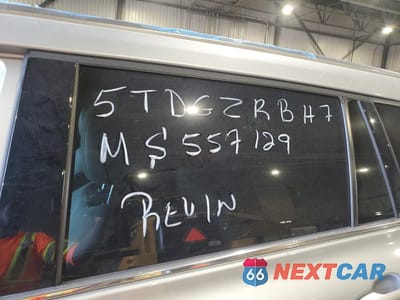 5TDGZRBH7
MS557129
"REVIN
66 NEXTCAR